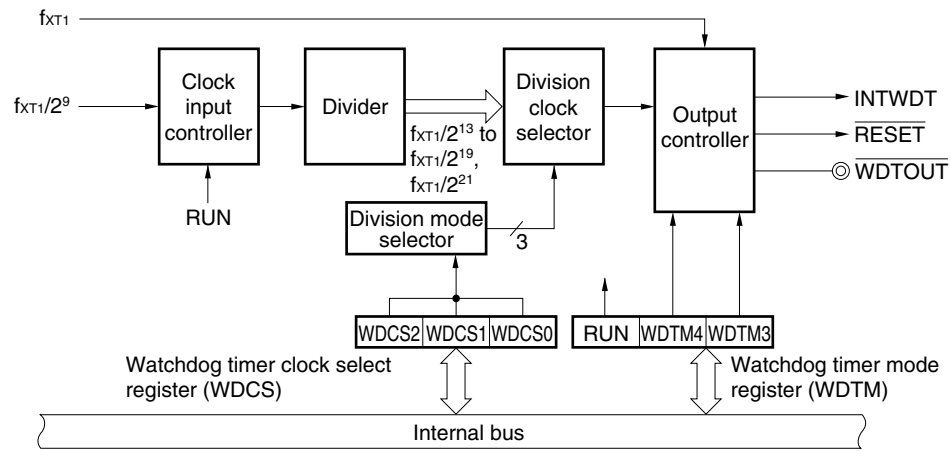 fXT1
fXT1/2⁹
Clock
input
controller
RUN
Divider
fXT1/2¹³ to
fXT1/2¹⁹,
fXT1/2²¹
Division
clock
selector
Output
controller
INTWDT
RESET
WDTOUT
Division mode
selector
3
WDCS2 WDCS1 WDCS0
RUN WDTM4 WDTM3
Watchdog timer clock select
register (WDCS)
Watchdog timer mode
register (WDTM)
Internal bus